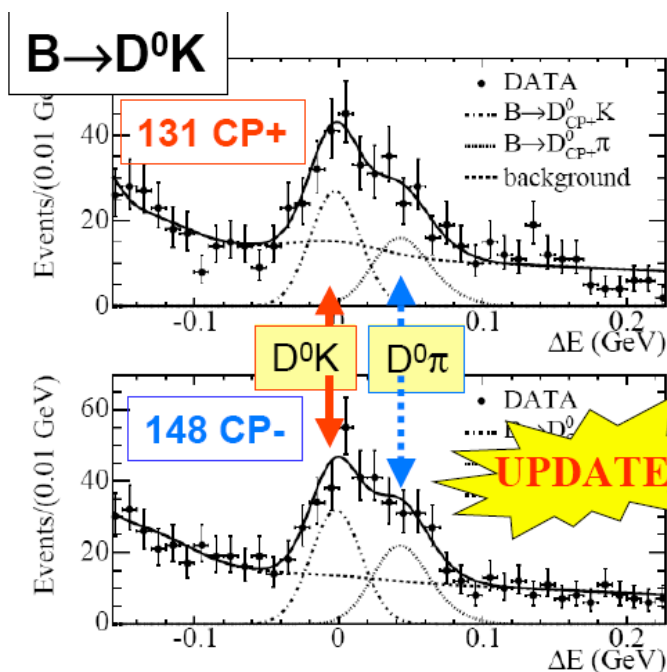 B→D⁰K
Events/(0.01 GeV)
131 CP+
DATA
B→D⁰CP+K
B→D⁰CP+π
background
40
20
0
-0.1 0 0.1 0.2
ΔE (GeV)
D⁰K
D⁰π
Events/(0.01 GeV)
148 CP-
DATA
UPDATE
60
40
20
0
-0.1 0 0.1 0.2
ΔE (GeV)